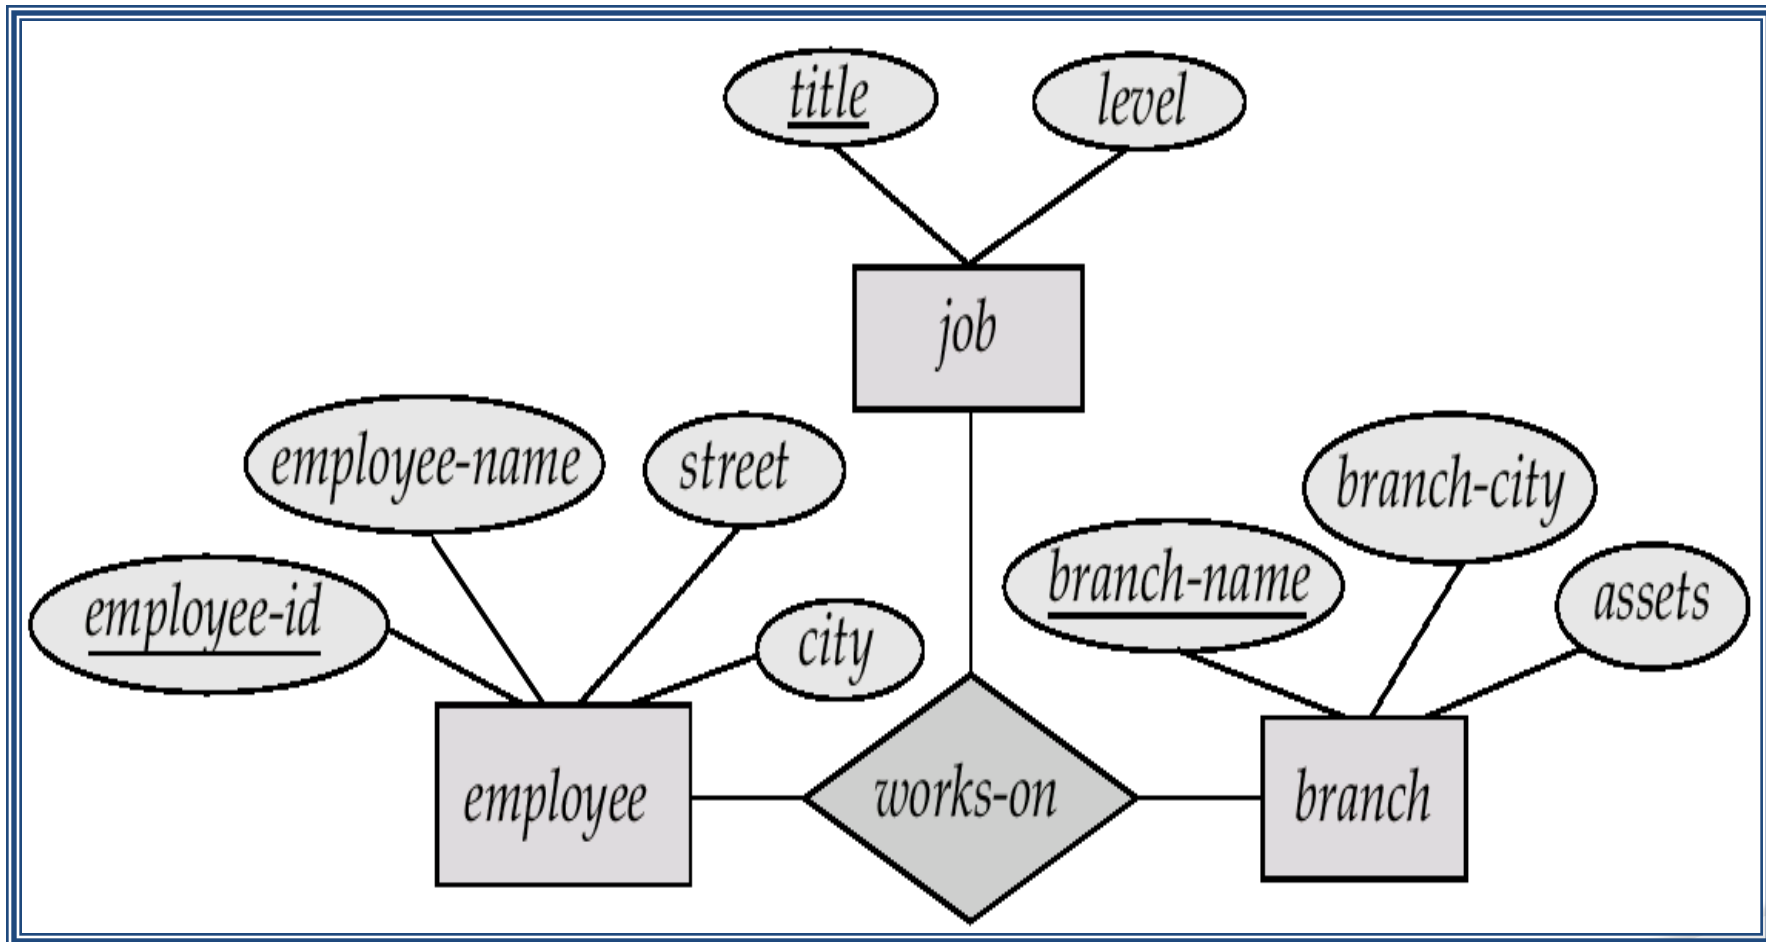 title
level
job
employee-name
street
branch-city
employee-id
city
branch-name
assets
employee
works-on
branch